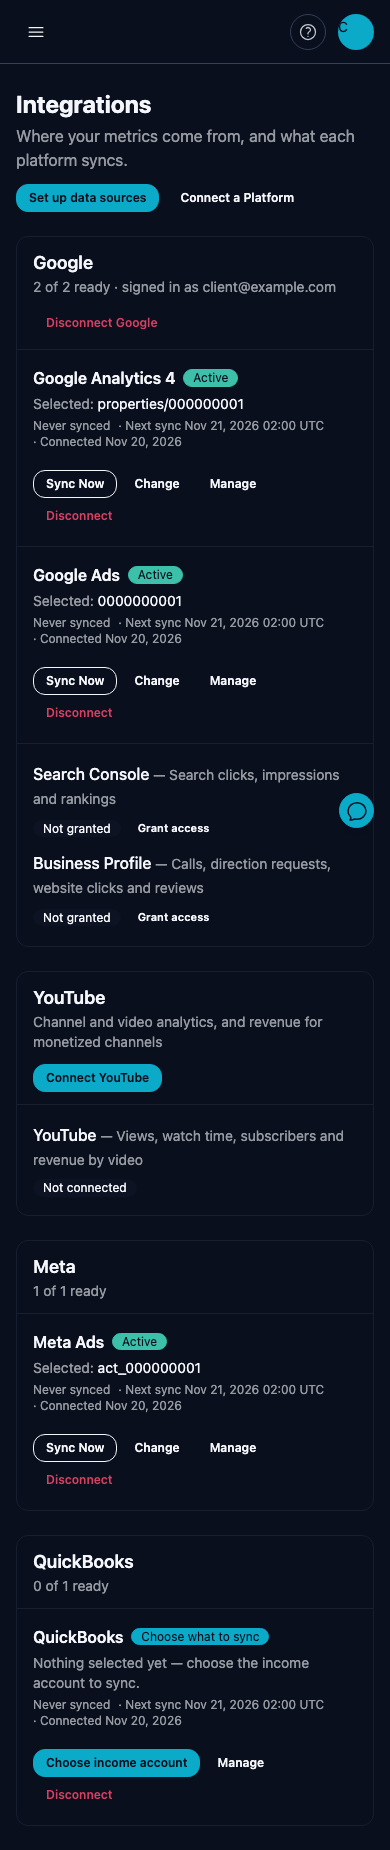 C
Integrations
Where your metrics come from, and what each
platform syncs.
Set up data sources
Connect a Platform
Google
2 of 2 ready · signed in as client@example.com
Disconnect Google
Google Analytics 4 Active
Selected: properties/000000001
Never synced · Next sync Nov 21, 2026 02:00 UTC
· Connected Nov 20, 2026
Sync Now Change Manage
Disconnect
Google Ads Active
Selected: 0000000001
Never synced · Next sync Nov 21, 2026 02:00 UTC
· Connected Nov 20, 2026
Sync Now Change Manage
Disconnect
Search Console — Search clicks, impressions
and rankings
Not granted Grant access
Business Profile — Calls, direction requests,
website clicks and reviews
Not granted Grant access
YouTube
Channel and video analytics, and revenue for
monetized channels
Connect YouTube
YouTube — Views, watch time, subscribers and
revenue by video
Not connected
Meta
1 of 1 ready
Meta Ads Active
Selected: act_000000001
Never synced · Next sync Nov 21, 2026 02:00 UTC
· Connected Nov 20, 2026
Sync Now Change Manage
Disconnect
QuickBooks
0 of 1 ready
QuickBooks Choose what to sync
Nothing selected yet — choose the income
account to sync.
Never synced · Next sync Nov 21, 2026 02:00 UTC
· Connected Nov 20, 2026
Choose income account Manage
Disconnect